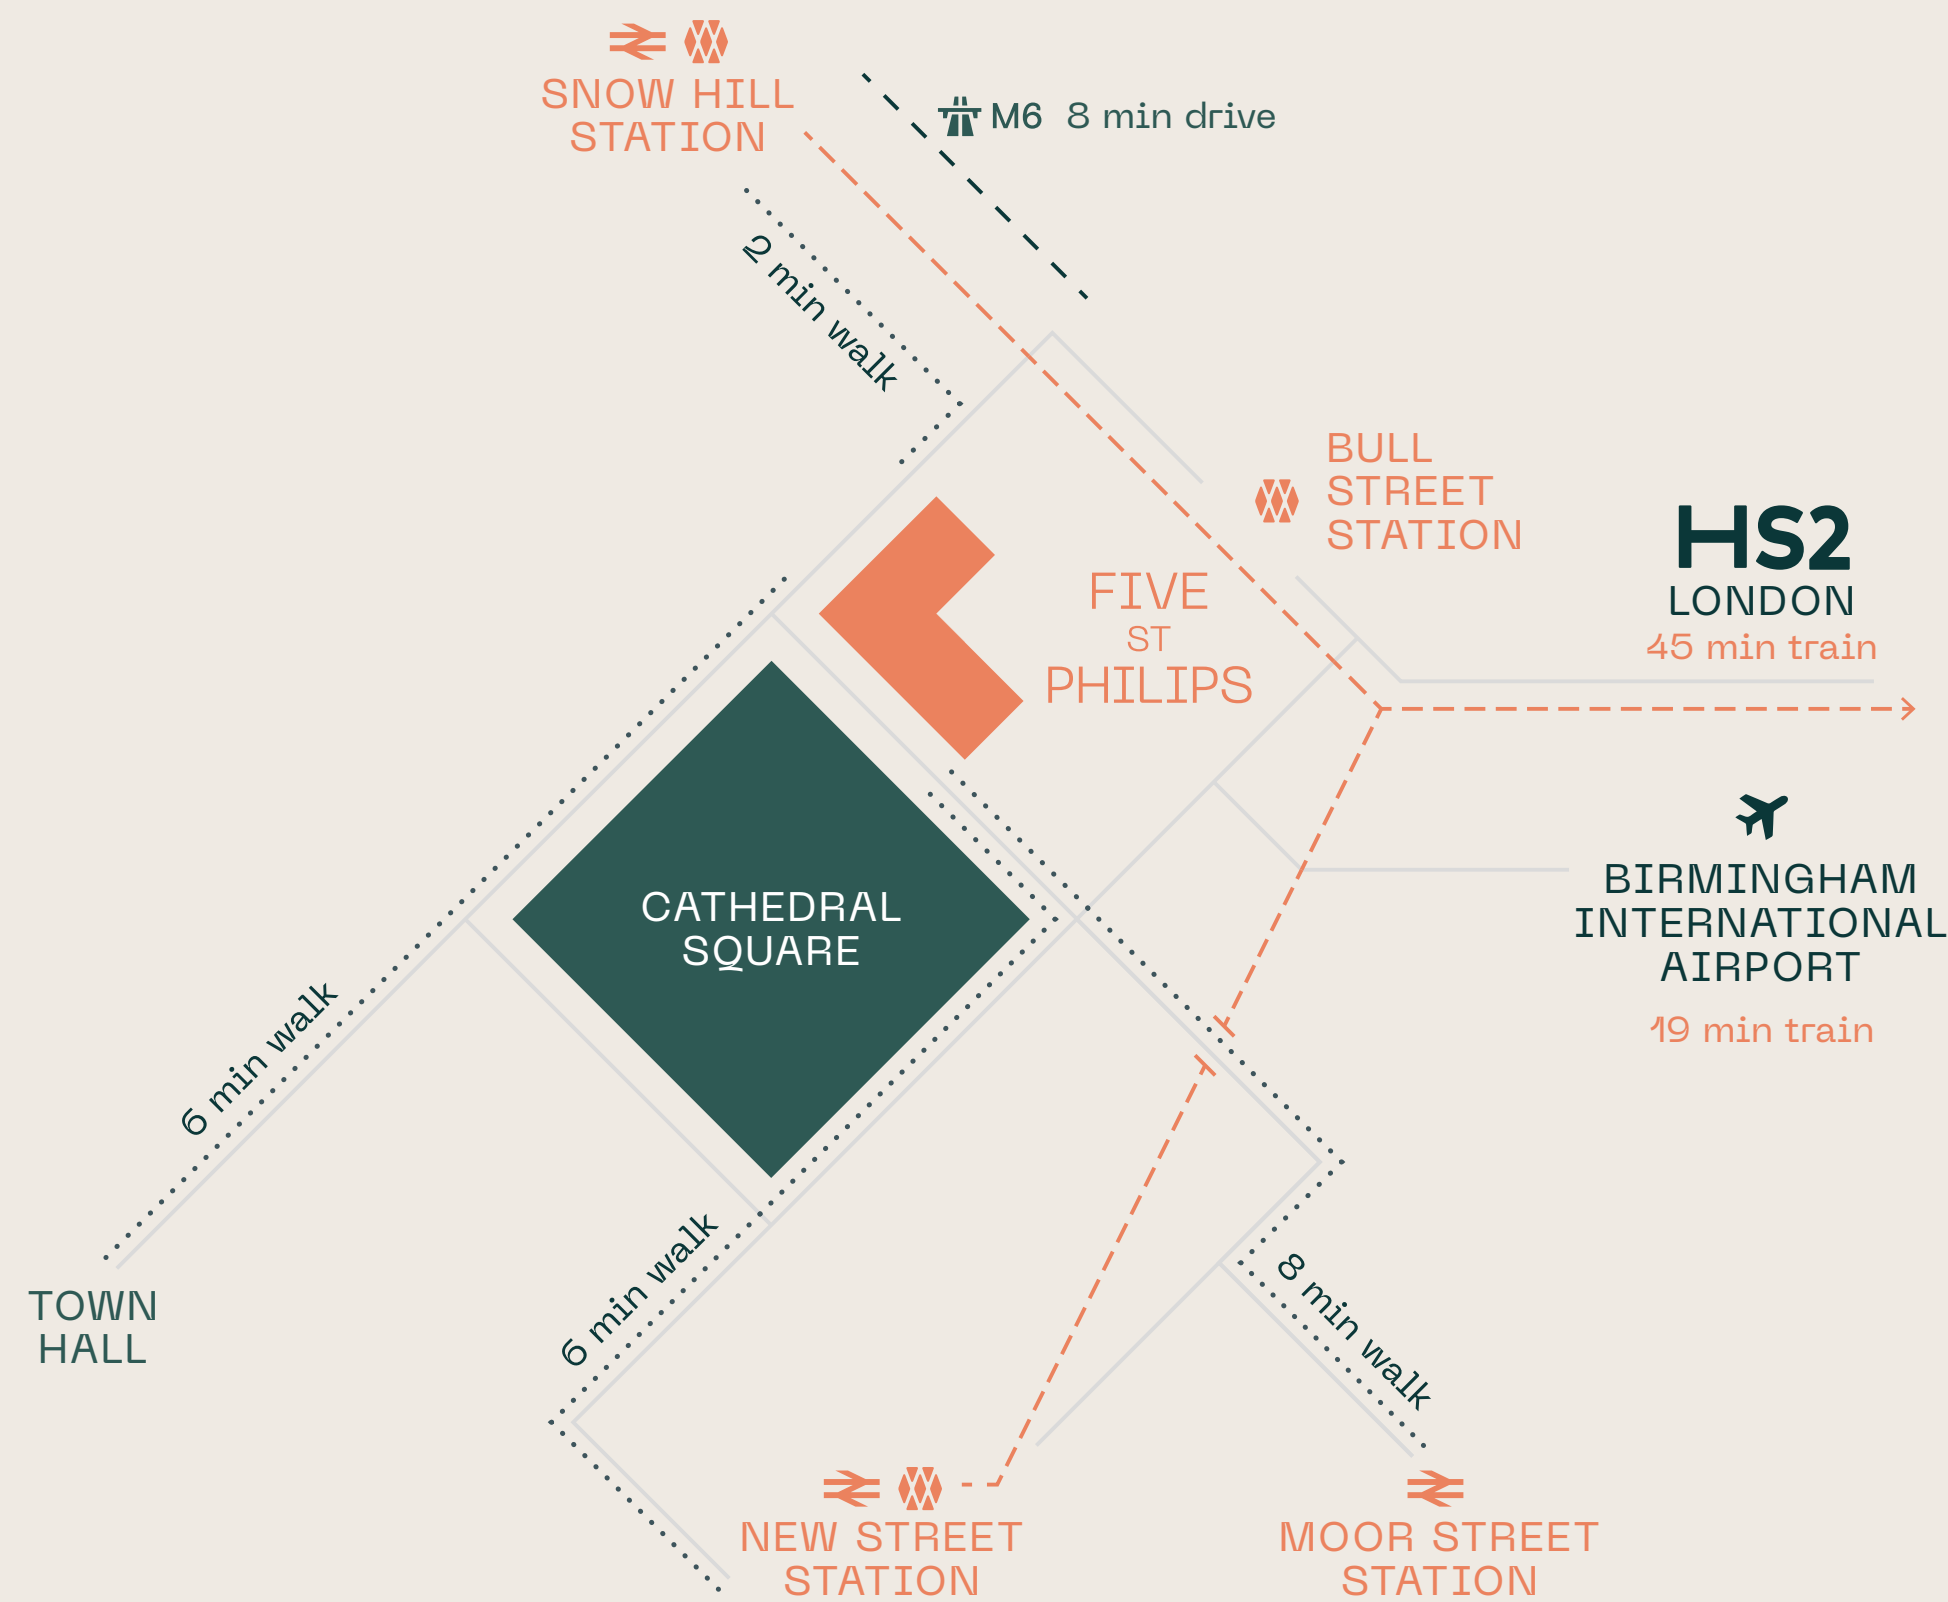 SNOW HILL
STATION
M6 8 min drive
2 min walk
BULL
STREET
STATION
HS2
LONDON
45 min train
FIVE
ST
PHILIPS
BIRMINGHAM
INTERNATIONAL
AIRPORT
19 min train
CATHEDRAL
SQUARE
6 min walk
TOWN
HALL
6 min walk
8 min walk
NEW STREET
STATION
MOOR STREET
STATION